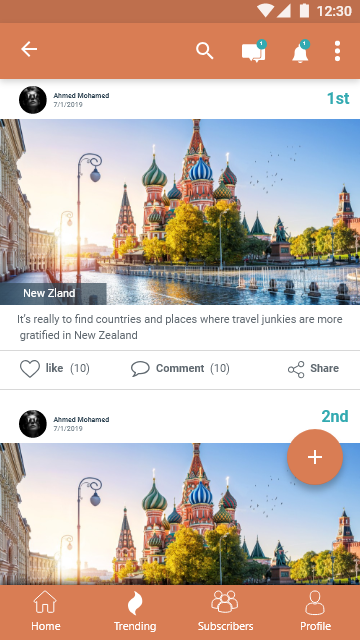 12:30
1
1
Ahmed Mohamed
7/1/2019
1st
New Zland
It's really to find countries and places where travel junkies are more
gratified in New Zealand
like (10) Comment (10) Share
Ahmed Mohamed
7/1/2019
2nd
+
Home Trending Subscribers Profile